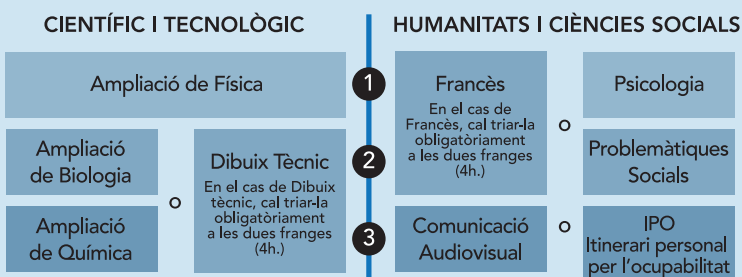 CIENTÍFIC I TECNOLÒGIC
Ampliació de Física
Ampliació
de Biologia
Ampliació
de Química
o
Dibuix Tècnic
En el cas de Dibuix
tècnic, cal triar-la
obligatòriament
a les dues franges
(4h.)
1
2
3
HUMANITATS I CIÈNCIES SOCIALS
Francès
En el cas de
Francès, cal triar-la
obligatòriament
a les dues franges
(4h.)
o
Psicologia
Problemàtiques
Socials
Comunicació
Audiovisual
o
IPO
Itinerari personal
per l'ocupabilitat